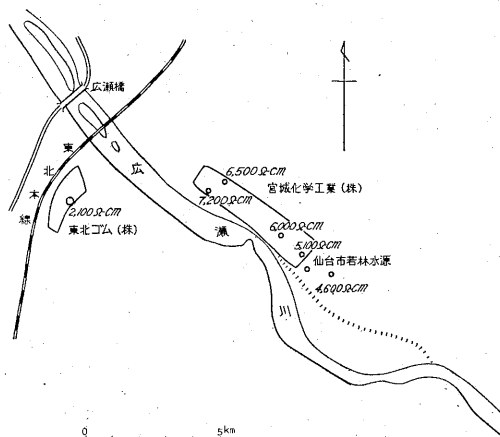 広瀬橋
東北本線
2,100Ω-cm
東北ゴム(株)
広瀬川
6,500Ω-cm
7,200Ω-cm
宮城化学工業(株)
6,000Ω-cm
5,100Ω-cm
仙台市若林水源
4,600Ω-cm
0 5km